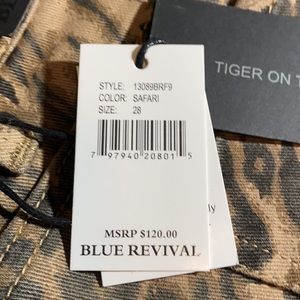 STYLE: 13089BRF9
COLOR: SAFARI
SIZE: 28
7 97940 20801 5
MSRP $120.00
BLUE REVIVAL
TIGER ON T